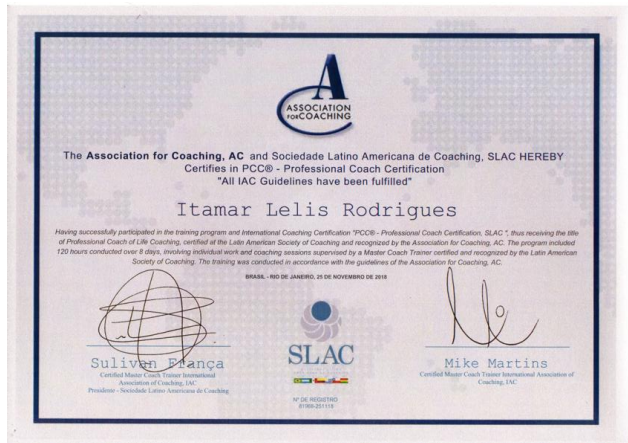 A
ASSOCIATION
FOR COACHING
The Association for Coaching, AC and Sociedade Latino Americana de Coaching, SLAC HEREBY
Certifies in PCC® - Professional Coach Certification
"All IAC Guidelines have been fulfilled"
Itamar Lelis Rodrigues
Having successfully participated in the training program and International Coaching Certification "PCC® - Professional Coach Certification, SLAC ", thus receiving the title
of Professional Coach of Life Coaching, certified at the Latin American Society of Coaching and recognized by the Association for Coaching, AC. The program included
120 hours conducted over 8 days, involving individual work and coaching sessions supervised by a Master Coach Trainer certified and recognized by the Latin American
Society of Coaching. The training was conducted in accordance with the guidelines of the Association for Coaching, AC.
BRASIL - RIO DE JANEIRO, 25 DE NOVEMBRO DE 2018
Sulivan França
Certified Master Coach Trainer International
Association of Coaching, IAC
Presidente - Sociedade Latino Americana de Coaching
SLAC
Nº DE REGISTRO
Mike Martins
Certified Master Coach Trainer International Association of
Coaching, IAC